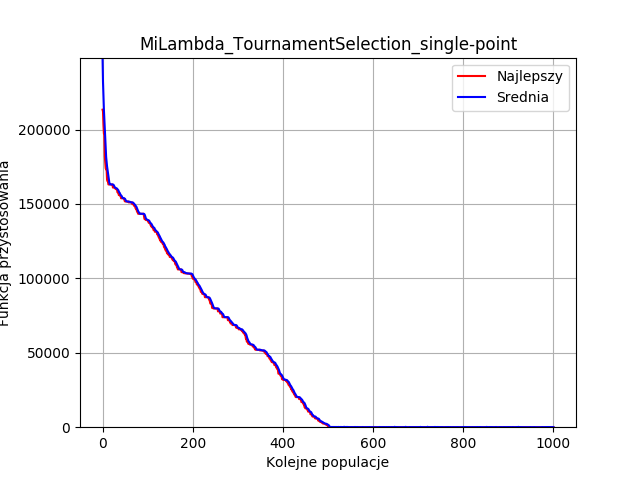 MiLambda_TournamentSelection_single-point
Najlepszy
Srednia
200000
150000
100000
50000
0
Funkcja przystosowania
0 200 400 600 800 1000
Kolejne populacje